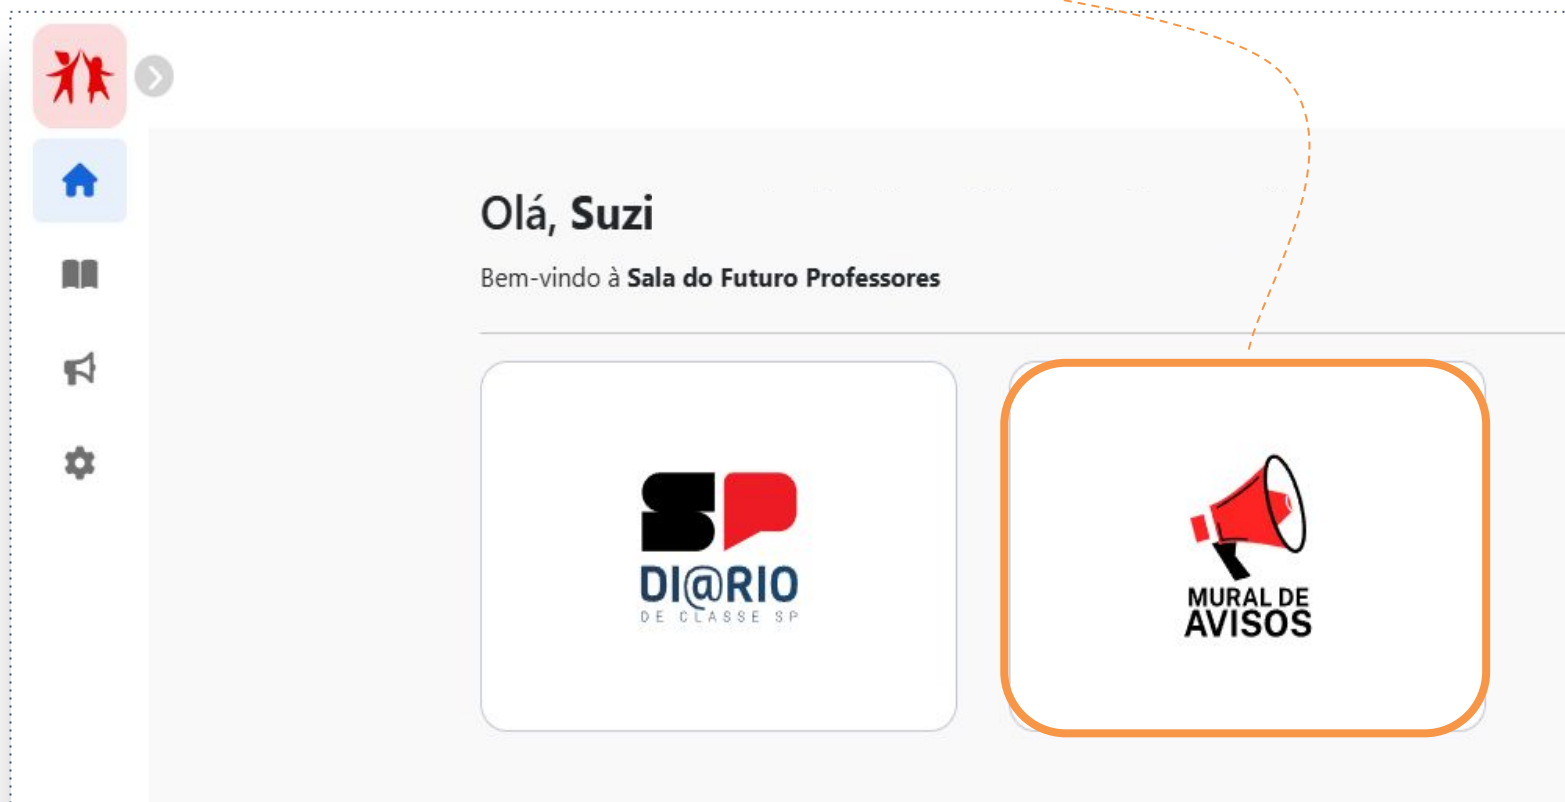 Olá, Suzi
Bem-vindo à Sala do Futuro Professores
SP
DI@RIO
DE CLASSE SP
MURAL DE
AVISOS